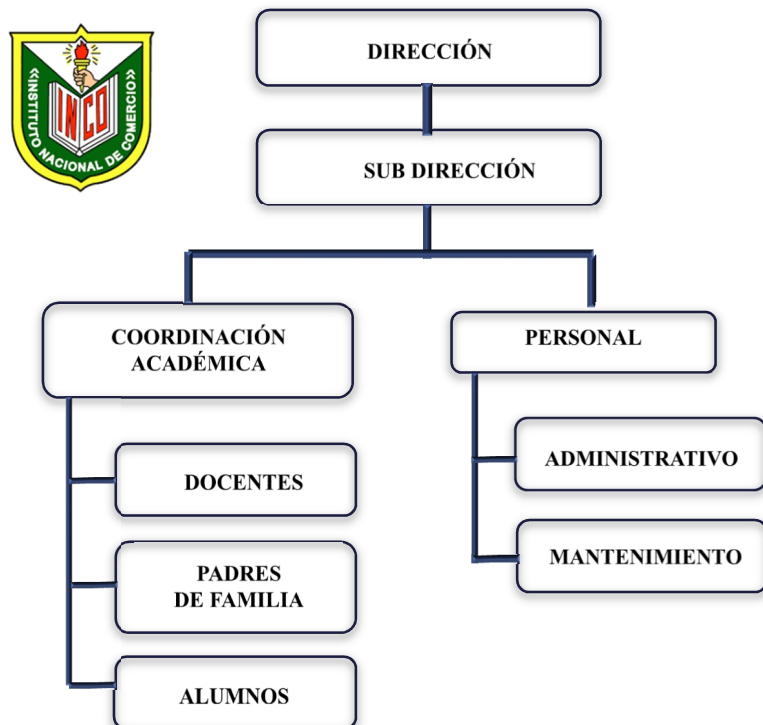 «INSTITUTO NACIONAL DE COMERCIO»
INCO
DIRECCIÓN
SUB DIRECCIÓN
COORDINACIÓN
ACADÉMICA
PERSONAL
DOCENTES
ADMINISTRATIVO
PADRES
DE FAMILIA
MANTENIMIENTO
ALUMNOS